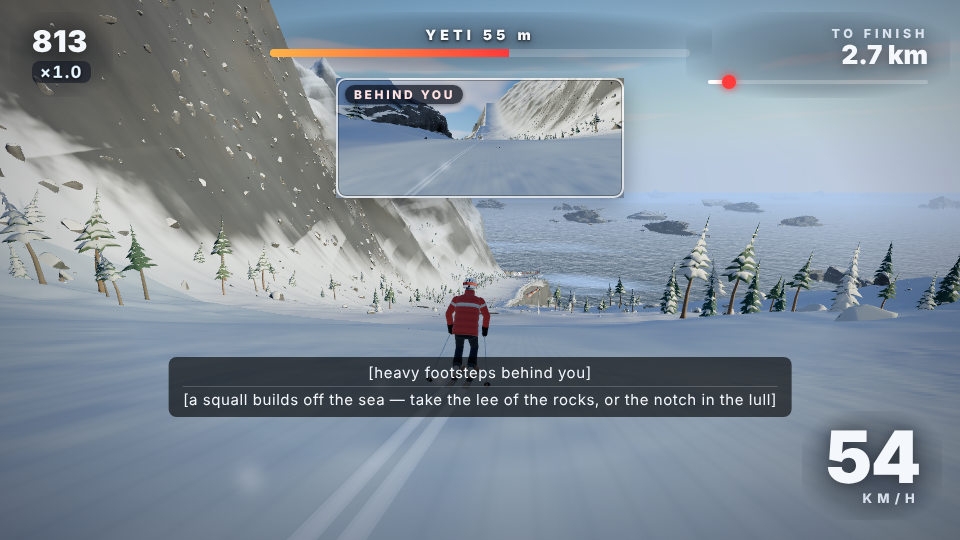 813
×1.0
YETI 55 m
TO FINISH
2.7 km
BEHIND YOU
[heavy footsteps behind you]
[a squall builds off the sea — take the lee of the rocks, or the notch in the lull]
54
KM/H